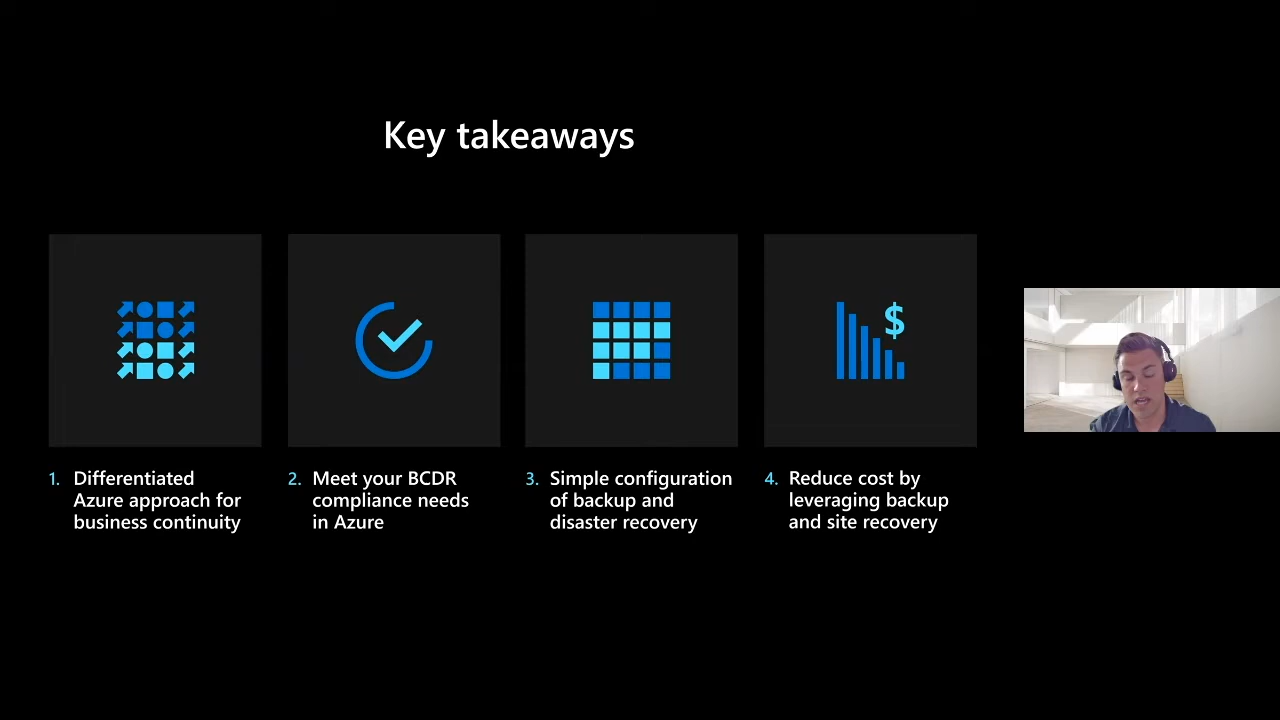 Key takeaways
$
1. Differentiated
Azure approach for
business continuity
2. Meet your BCDR
compliance needs
in Azure
3. Simple configuration
of backup and
disaster recovery
4. Reduce cost by
leveraging backup
and site recovery